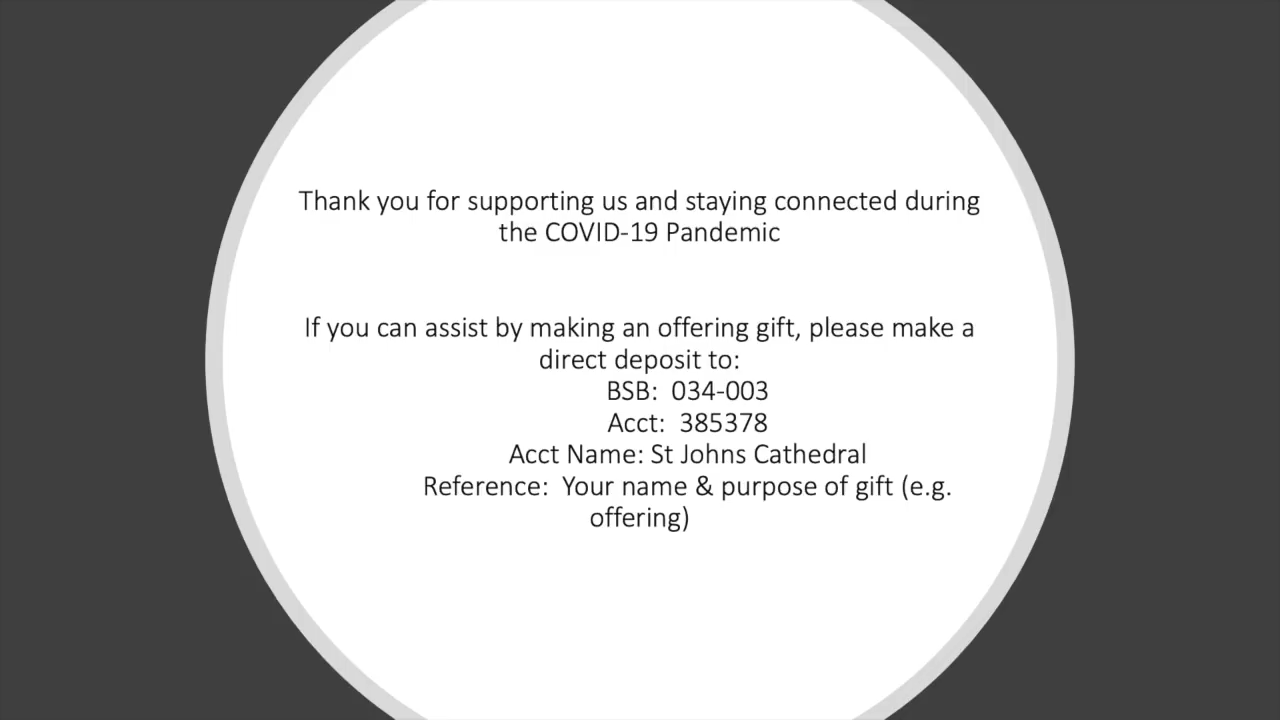 Thank you for supporting us and staying connected during
the COVID-19 Pandemic
If you can assist by making an offering gift, please make a
direct deposit to:
BSB:  034-003
Acct:  385378
Acct Name: St Johns Cathedral
Reference:  Your name & purpose of gift (e.g.
offering)